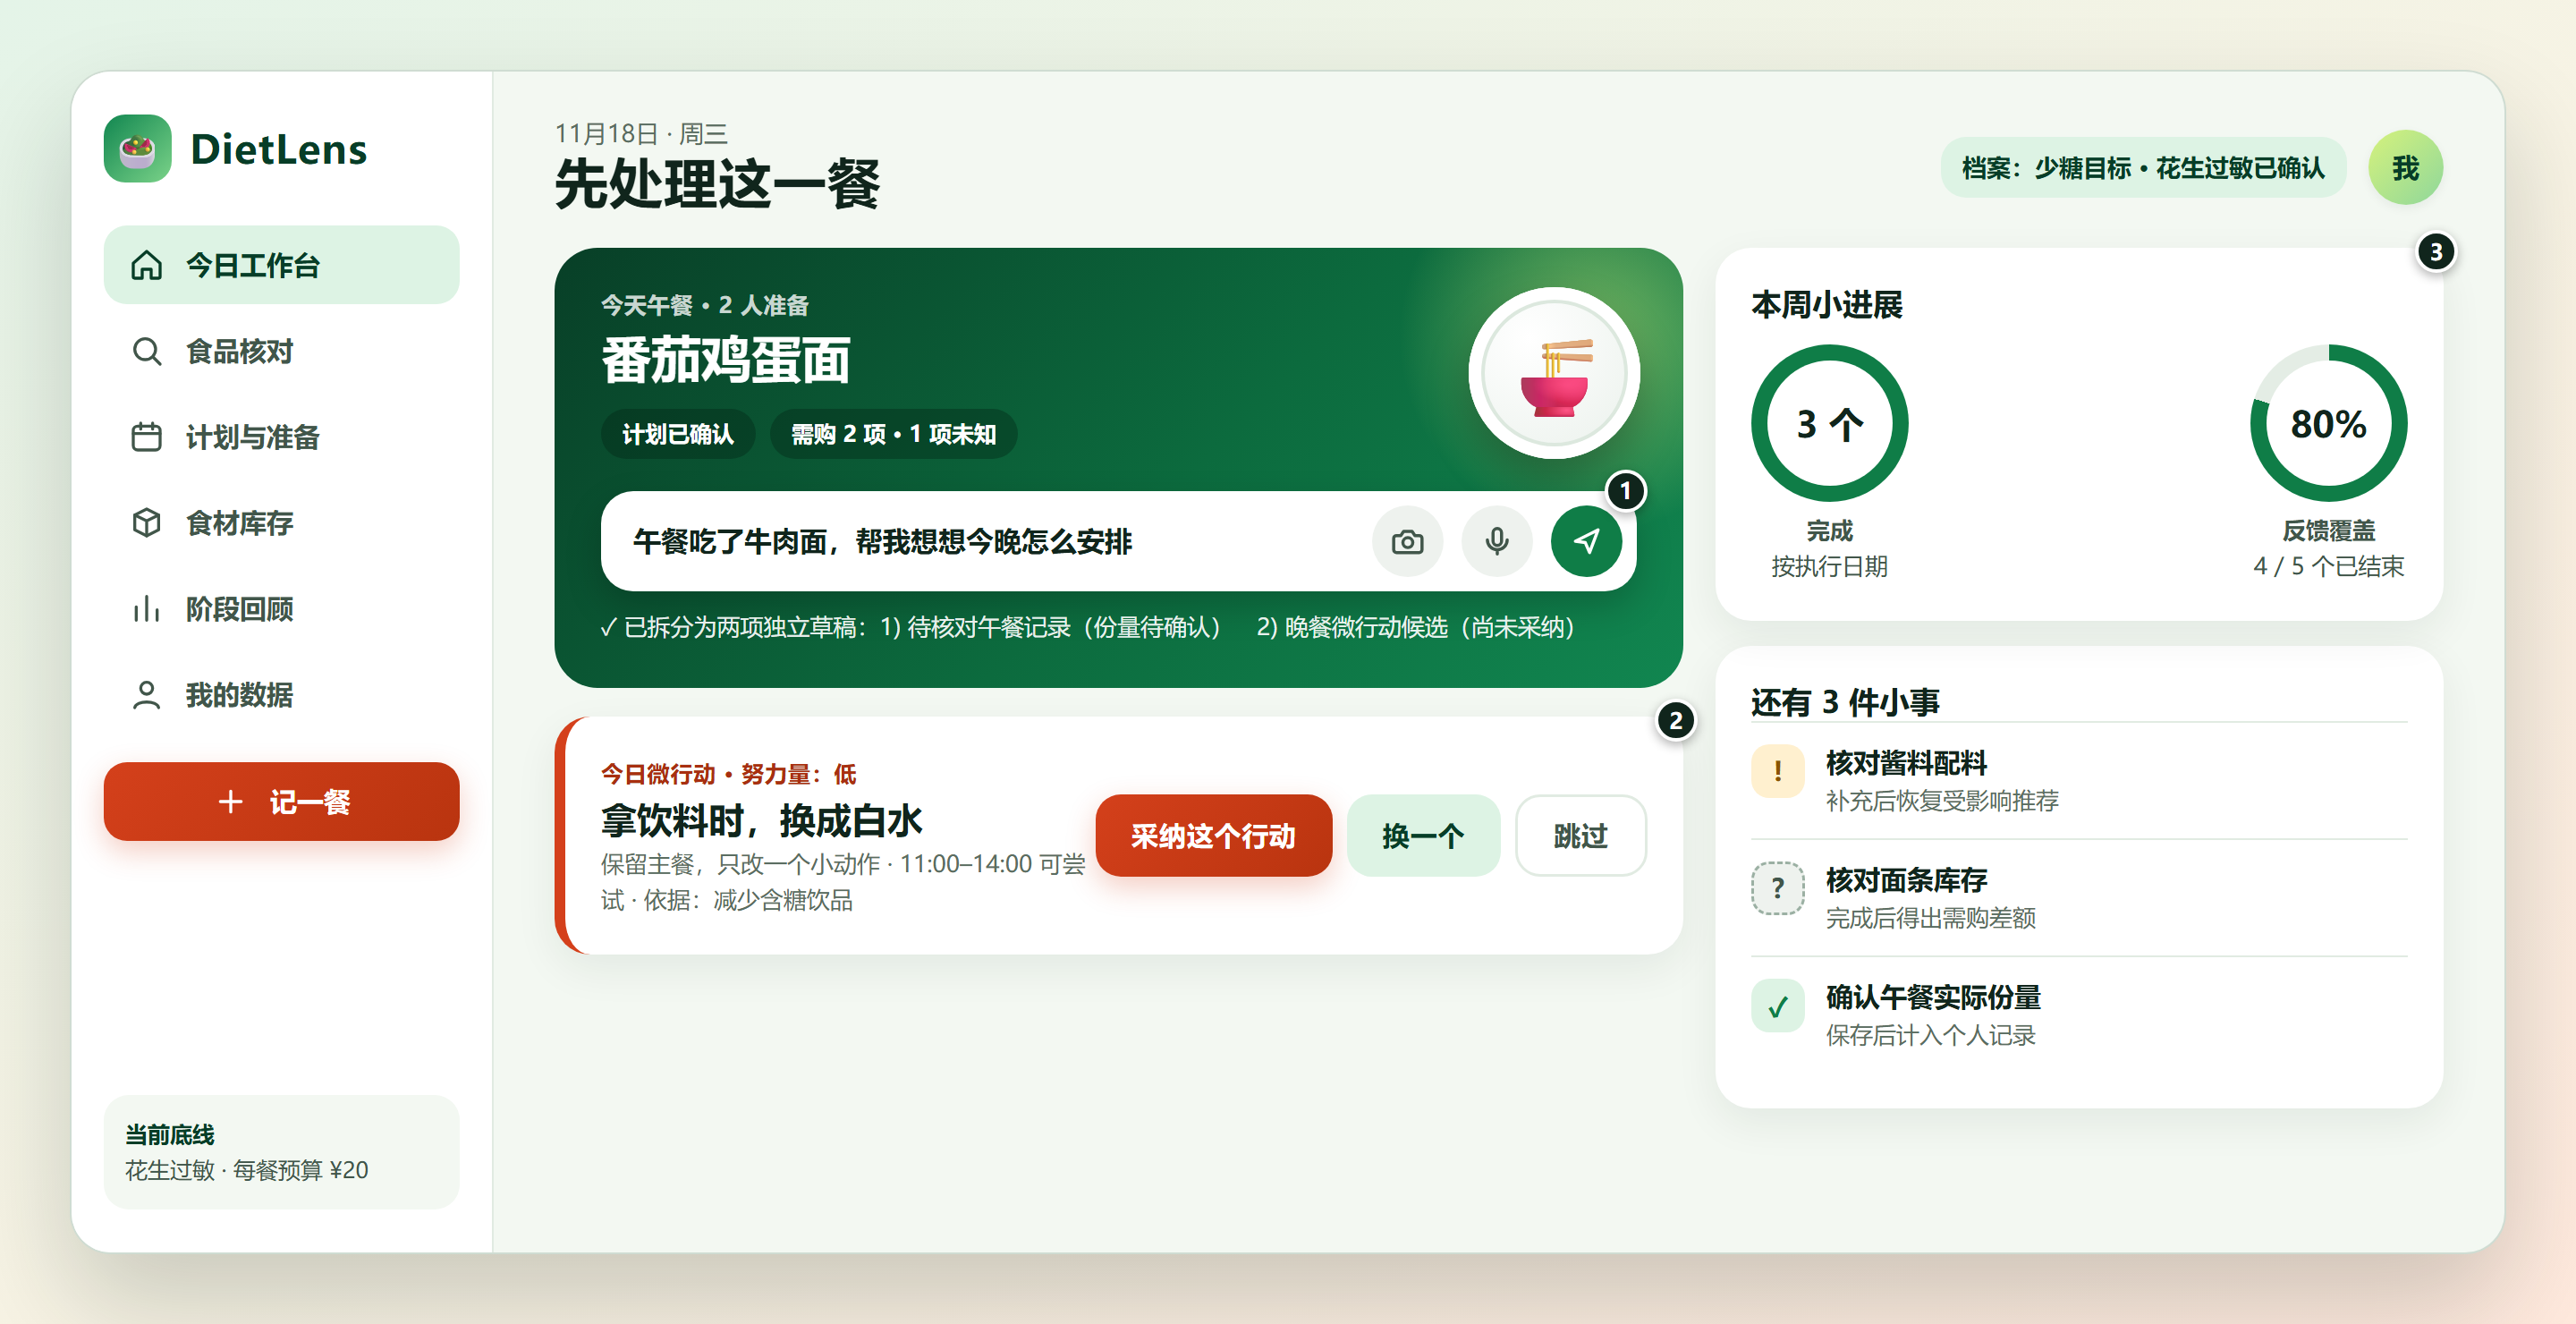 DietLens
今日工作台
食品核对
计划与准备
食材库存
阶段回顾
我的数据
+ 记一餐
当前底线
花生过敏 · 每餐预算 ¥20
11月18日 · 周三
先处理这一餐
档案：少糖目标 • 花生过敏已确认
我
今天午餐 • 2 人准备
番茄鸡蛋面
计划已确认
需购 2 项 • 1 项未知
1
午餐吃了牛肉面，帮我想想今晚怎么安排
✓ 已拆分为两项独立草稿：1) 待核对午餐记录（份量待确认） 2) 晚餐微行动候选（尚未采纳）
2
今日微行动 • 努力量：低
拿饮料时，换成白水
保留主餐，只改一个小动作 · 11:00–14:00 可尝
试 · 依据：减少含糖饮品
采纳这个行动
换一个
跳过
3
本周小进展
3 个
完成
按执行日期
80%
反馈覆盖
4 / 5 个已结束
还有 3 件小事
!
核对酱料配料
补充后恢复受影响推荐
?
核对面条库存
完成后得出需购差额
✓
确认午餐实际份量
保存后计入个人记录